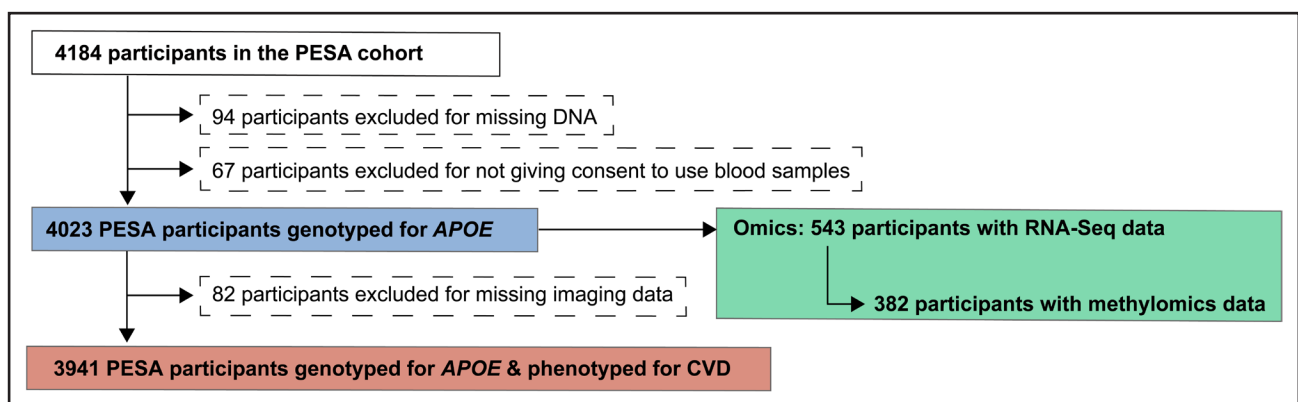 4184 participants in the PESA cohort
94 participants excluded for missing DNA
67 participants excluded for not giving consent to use blood samples
4023 PESA participants genotyped for APOE
Omics: 543 participants with RNA-Seq data
82 participants excluded for missing imaging data
382 participants with methylomics data
3941 PESA participants genotyped for APOE & phenotyped for CVD